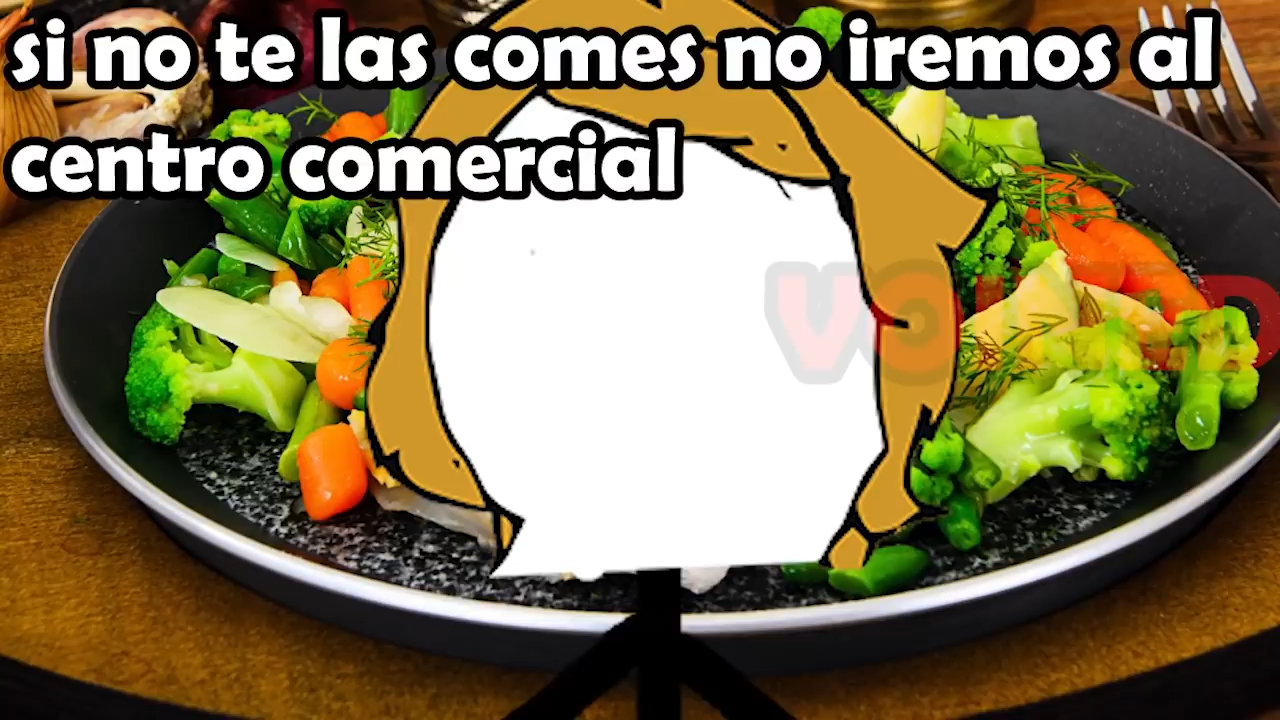 si no te las comes no iremos al
centro comercial